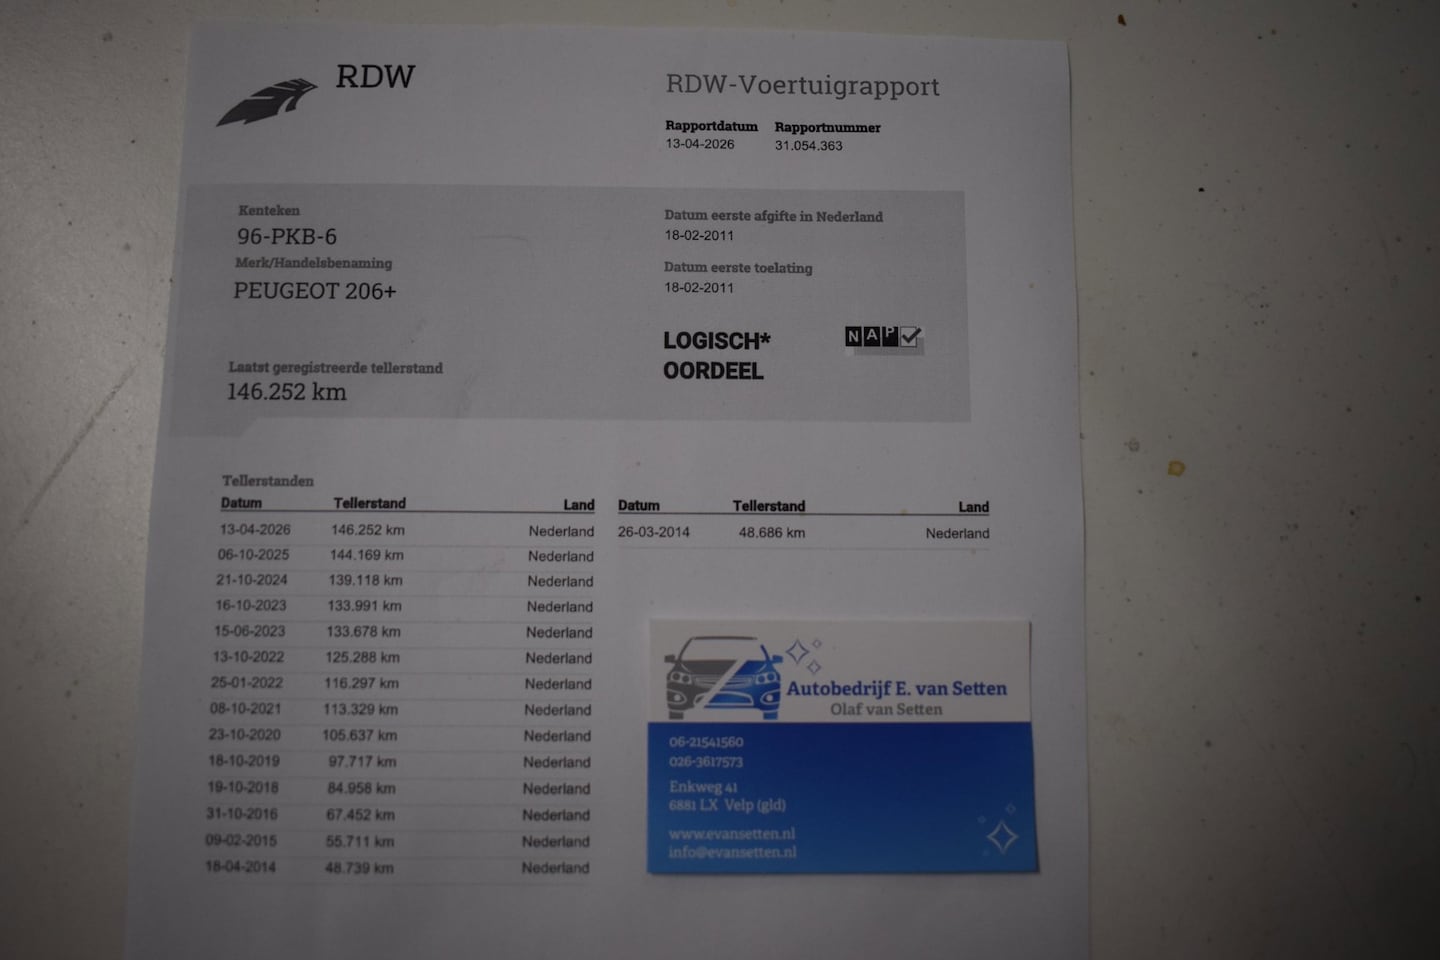 RDW
RDW-Voertuigrapport
Rapportdatum Rapportnummer
13-04-2026 31.054.363
Kenteken
96-PKB-6
Merk/Handelsbenaming
PEUGEOT 206+
Laatst geregistreerde tellerstand
146.252 km
Datum eerste afgifte in Nederland
18-02-2011
Datum eerste toelating
18-02-2011
LOGISCH*
OORDEEL
NAP
Tellerstanden
Datum Tellerstand Land
13-04-2026 146.252 km Nederland
06-10-2025 144.169 km Nederland
21-10-2024 139.118 km Nederland
16-10-2023 133.991 km Nederland
15-06-2023 133.678 km Nederland
13-10-2022 125.288 km Nederland
25-01-2022 116.297 km Nederland
08-10-2021 113.329 km Nederland
23-10-2020 105.637 km Nederland
18-10-2019 97.717 km Nederland
19-10-2018 84.958 km Nederland
31-10-2016 67.452 km Nederland
09-02-2015 55.711 km Nederland
18-04-2014 48.739 km Nederland
Datum Tellerstand Land
26-03-2014 48.686 km Nederland
Autobedrijf E. van Setten
Olaf van Setten
06-21541560
026-3617573
Enkweg 41
6881 LX Velp (gld)
www.evansetten.nl
info@evansetten.nl